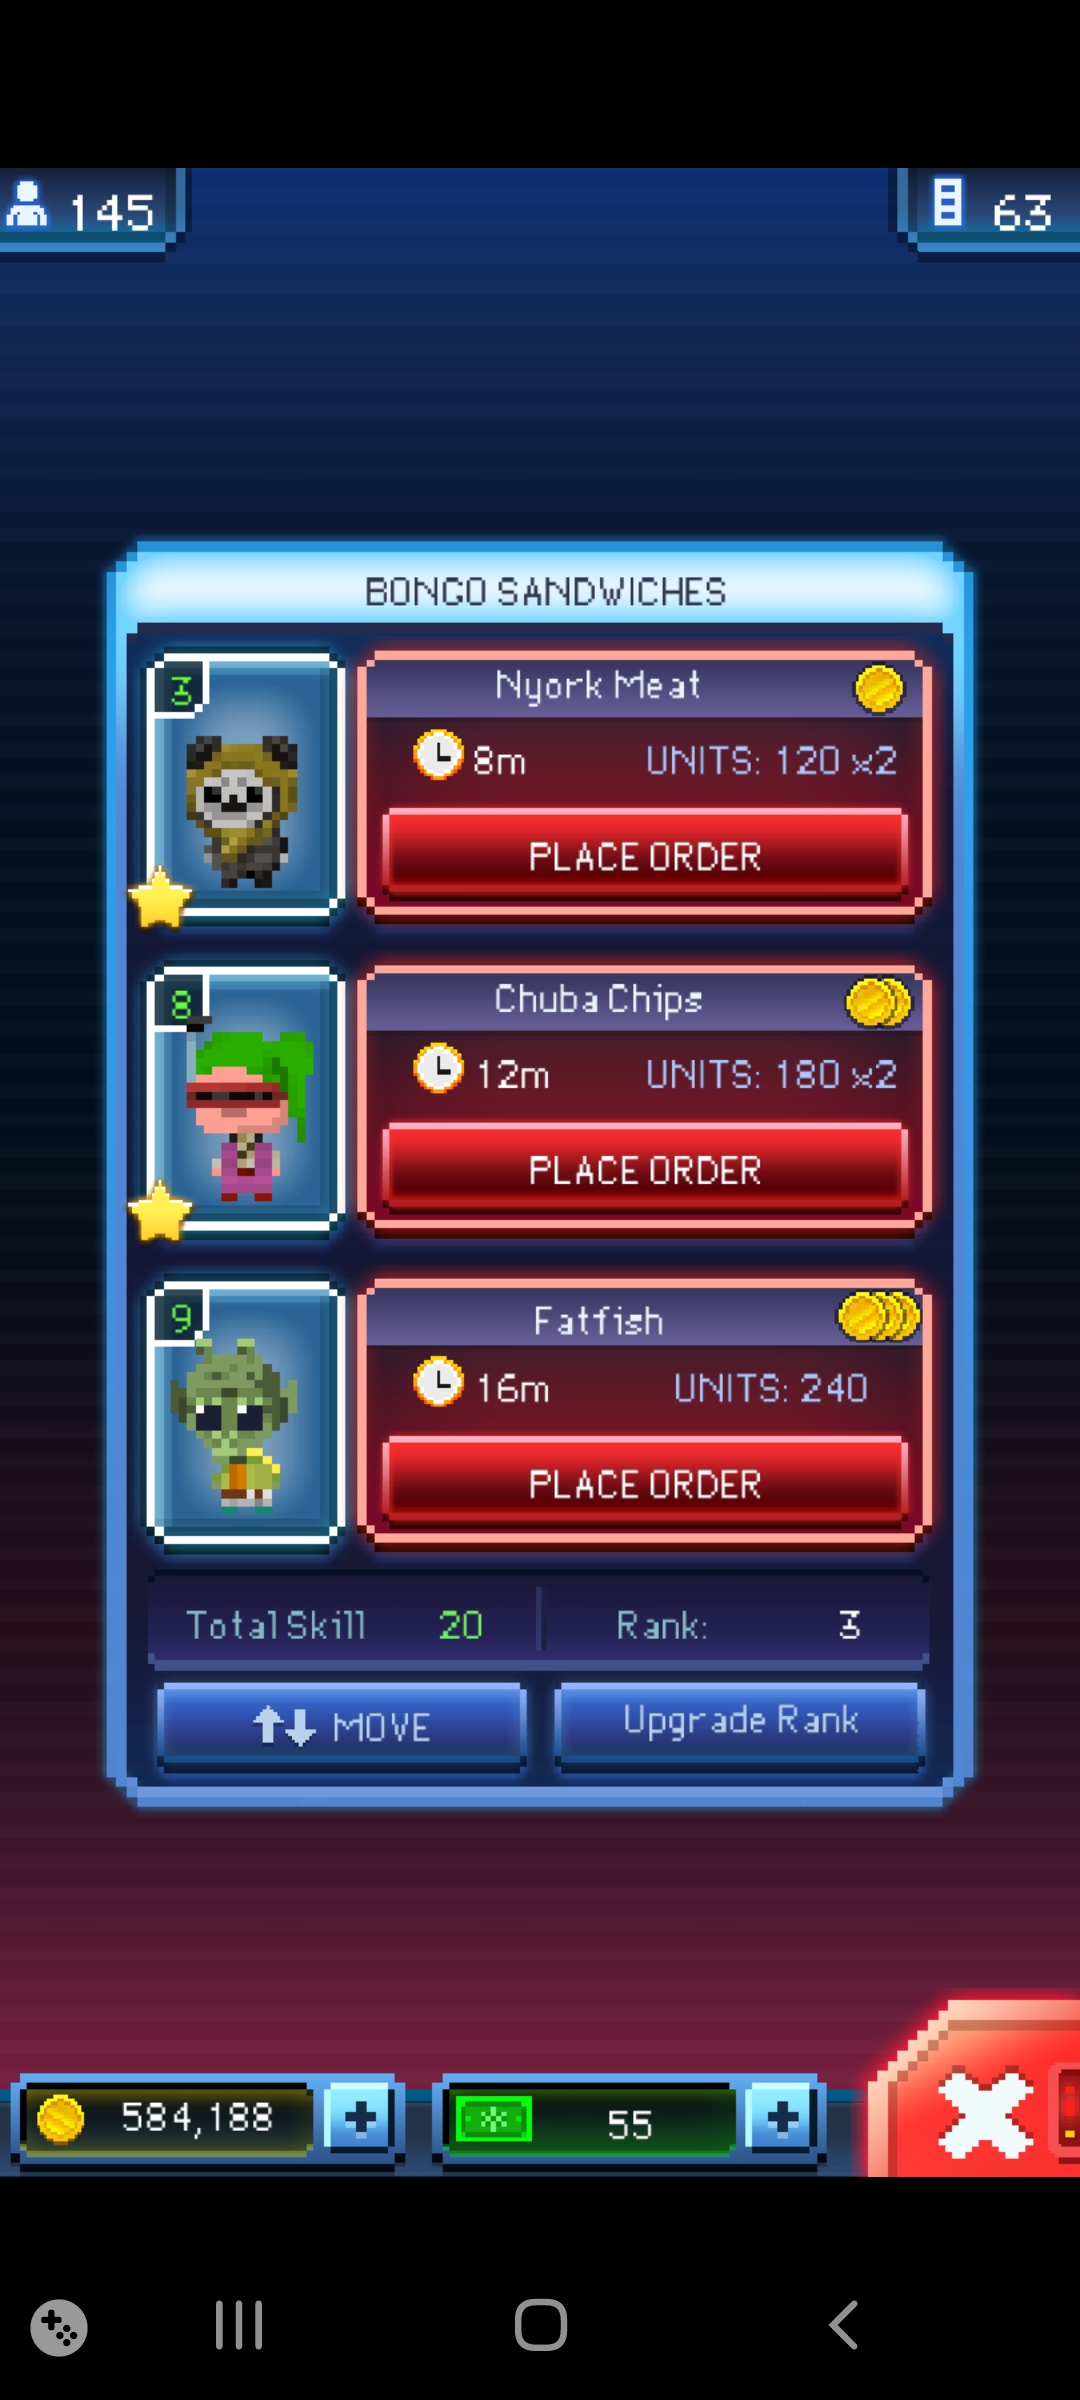 145
63
BONGO SANDWICHES
3
Nyork Meat
8m
UNITS: 120 x2
PLACE ORDER
8
Chuba Chips
12m
UNITS: 180 x2
PLACE ORDER
9
Fatfish
16m
UNITS: 240
PLACE ORDER
Total Skill 20
Rank: 3
MOVE
Upgrade Rank
584,188
55